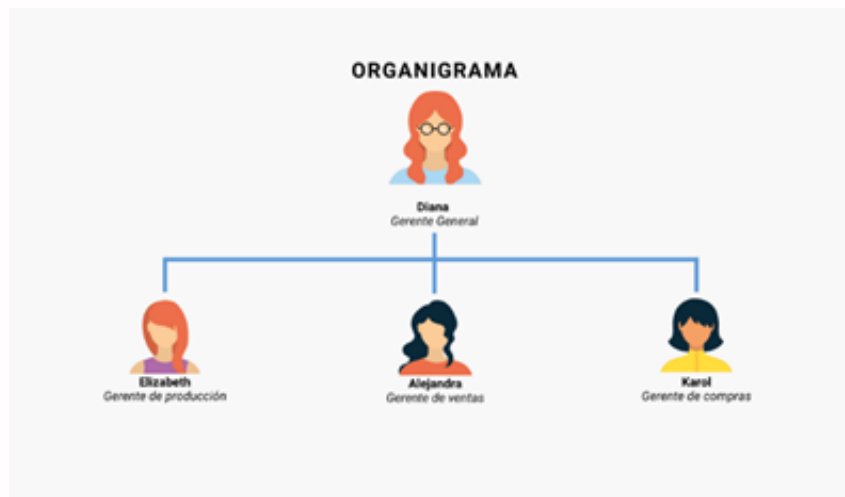 ORGANIGRAMA
Diana
Gerente General
Elizabeth
Gerente de producción
Alejandra
Gerente de ventas
Karol
Gerente de compras